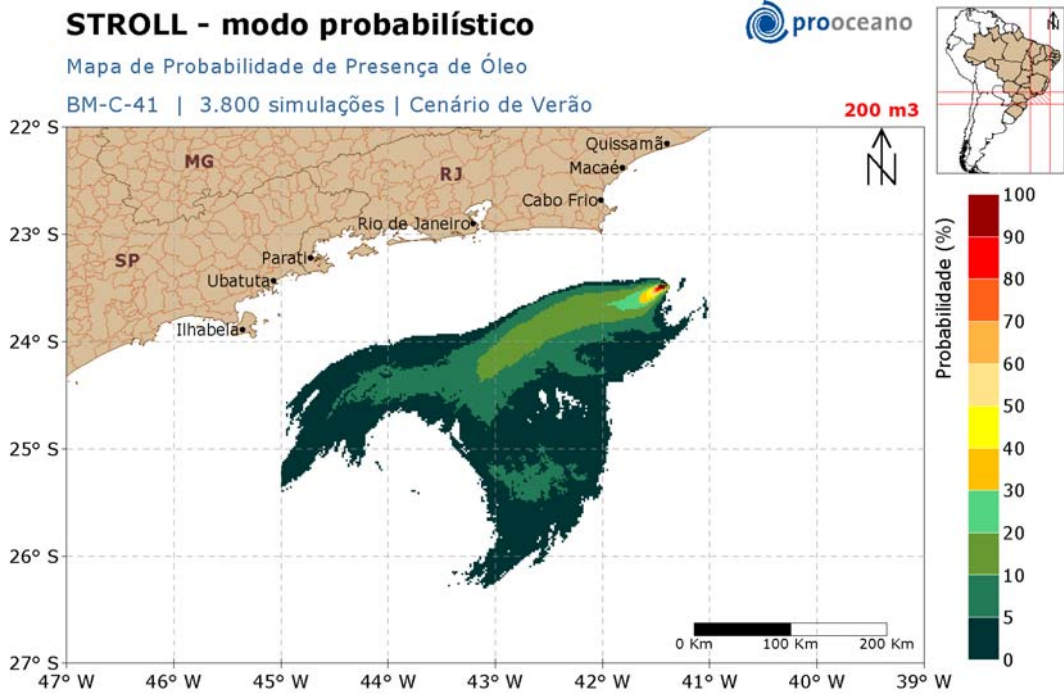 STROLL - modo probabilístico
prooceano
N
Mapa de Probabilidade de Presença de Óleo
BM-C-41 | 3.800 simulações | Cenário de Verão
200 m3
22° S
23° S
24° S
25° S
26° S
27° S
47° W
46° W
45° W
44° W
43° W
42° W
41° W
40° W
39° W
MG
RJ
SP
Quissamã
Macaé
Cabo Frio
Rio de Janeiro
Parati
Ubatuta
Ilhabela
N
0 Km
100 Km
200 Km
Probabilidade (%)
100
90
80
70
60
50
40
30
20
10
5
0